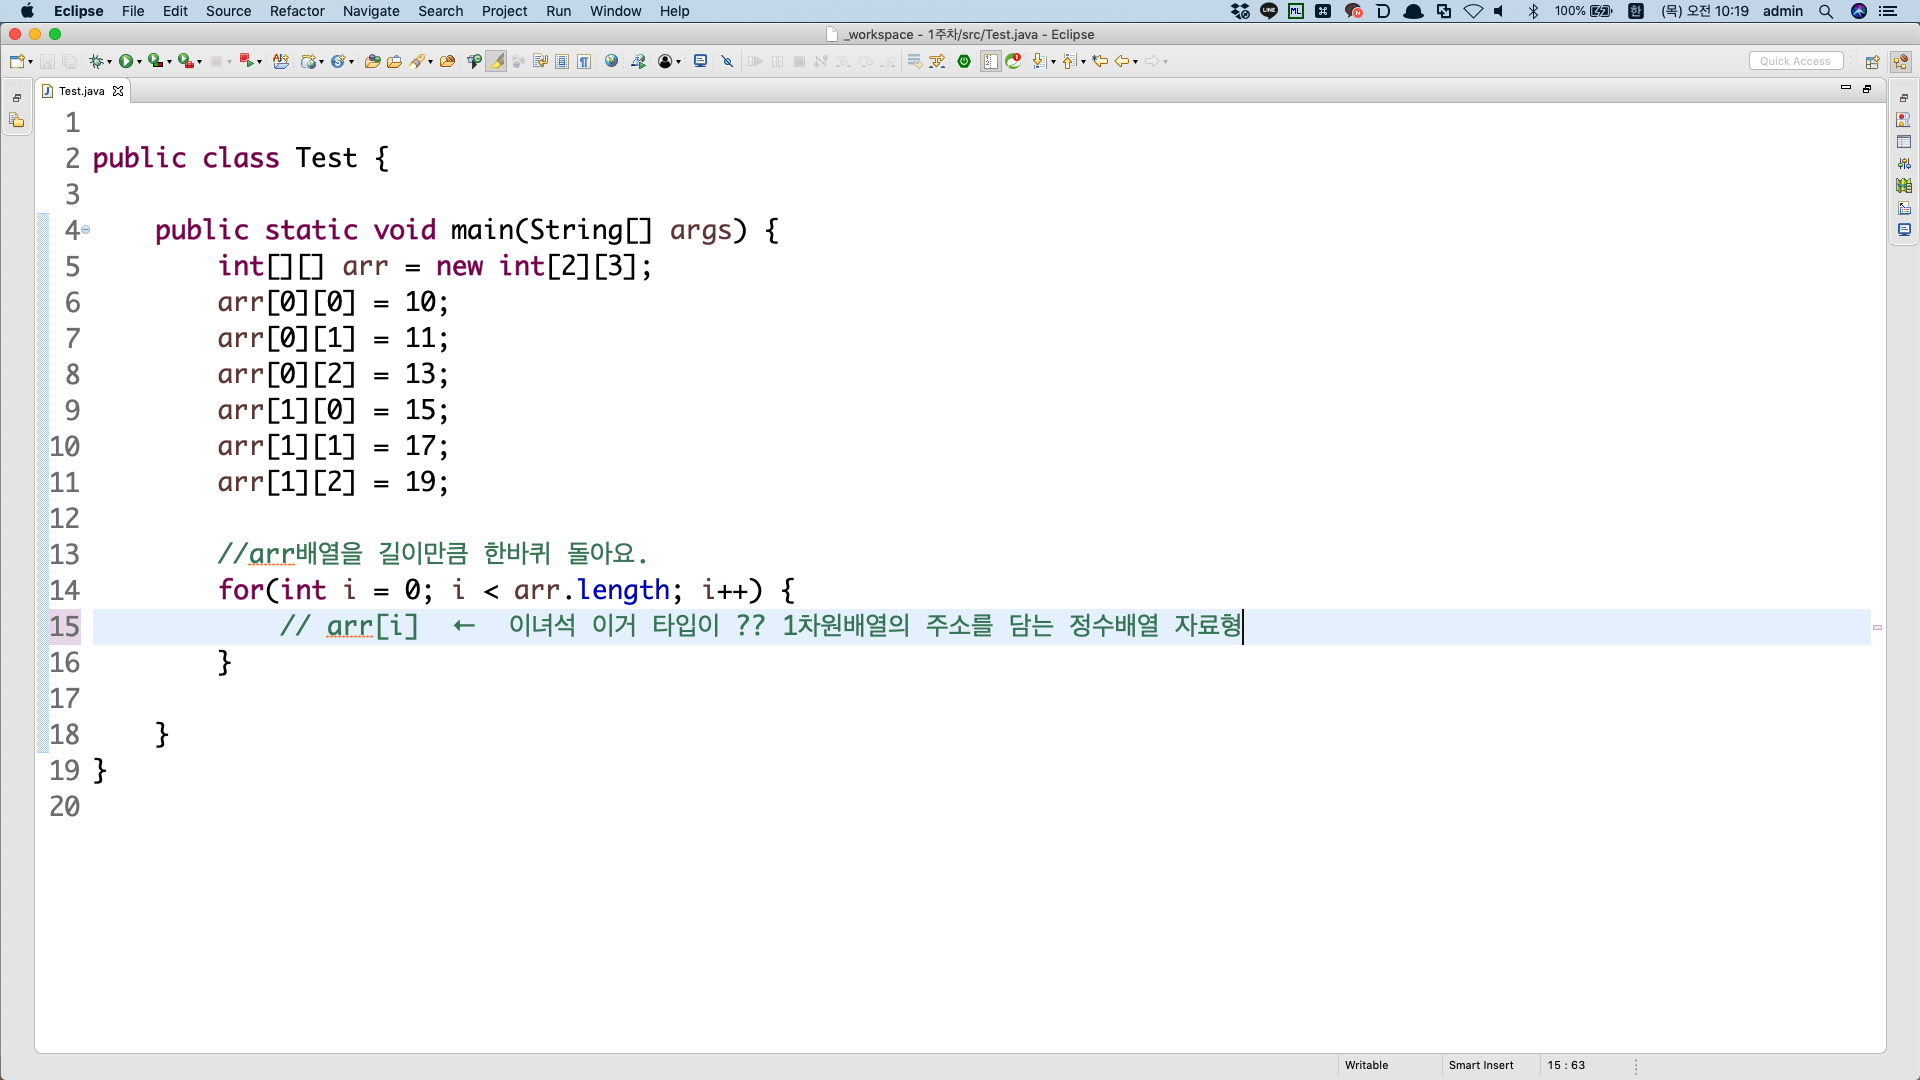 Eclipse File Edit Source Refactor Navigate Search Project Run Window Help 100% 한 (목) 오전 10:19 admin
_workspace - 1주차/src/Test.java - Eclipse
Quick Access
Test.java
1
2 public class Test {
3
4 public static void main(String[] args) {
5 int[][] arr = new int[2][3];
6 arr[0][0] = 10;
7 arr[0][1] = 11;
8 arr[0][2] = 13;
9 arr[1][0] = 15;
10 arr[1][1] = 17;
11 arr[1][2] = 19;
12
13 //arr배열을 길이만큼 한바퀴 돌아요.
14 for(int i = 0; i < arr.length; i++) {
15 // arr[i] ← 이녀석 이거 타입이 ?? 1차원배열의 주소를 담는 정수배열 자료형
16 }
17
18 }
19 }
20
Writable Smart Insert 15 : 63